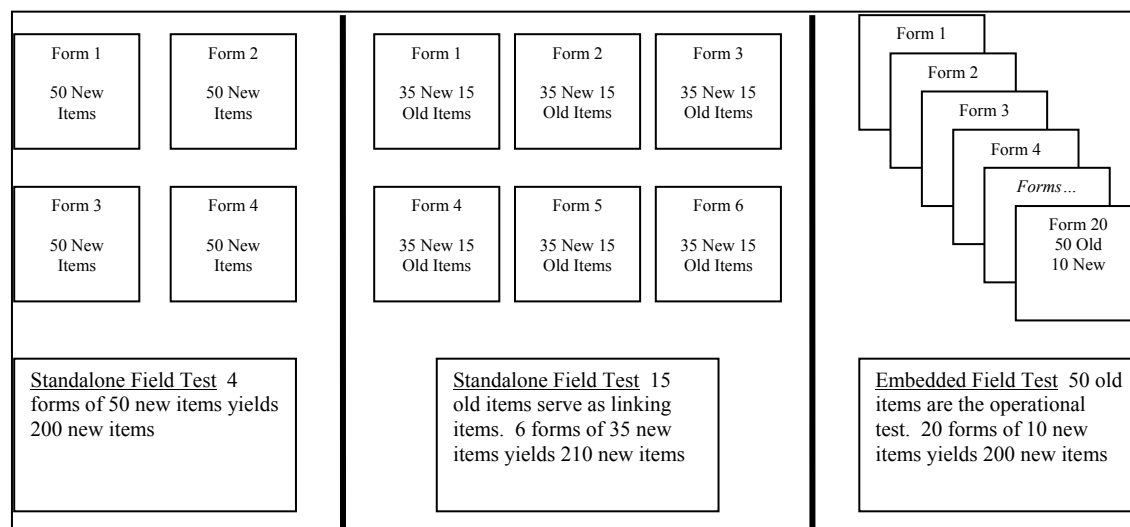 Form 1
50 New
Items
Form 2
50 New
Items
Form 3
50 New
Items
Form 4
50 New
Items
Standalone Field Test 4
forms of 50 new items yields
200 new items
Form 1
35 New 15
Old Items
Form 2
35 New 15
Old Items
Form 3
35 New 15
Old Items
Form 4
35 New 15
Old Items
Form 5
35 New 15
Old Items
Form 6
35 New 15
Old Items
Standalone Field Test 15
old items serve as linking
items. 6 forms of 35 new
items yields 210 new items
Form 1
Form 2
Form 3
Form 4
Forms…
Form 20
50 Old
10 New
Embedded Field Test 50 old
items are the operational
test. 20 forms of 10 new
items yields 200 new items